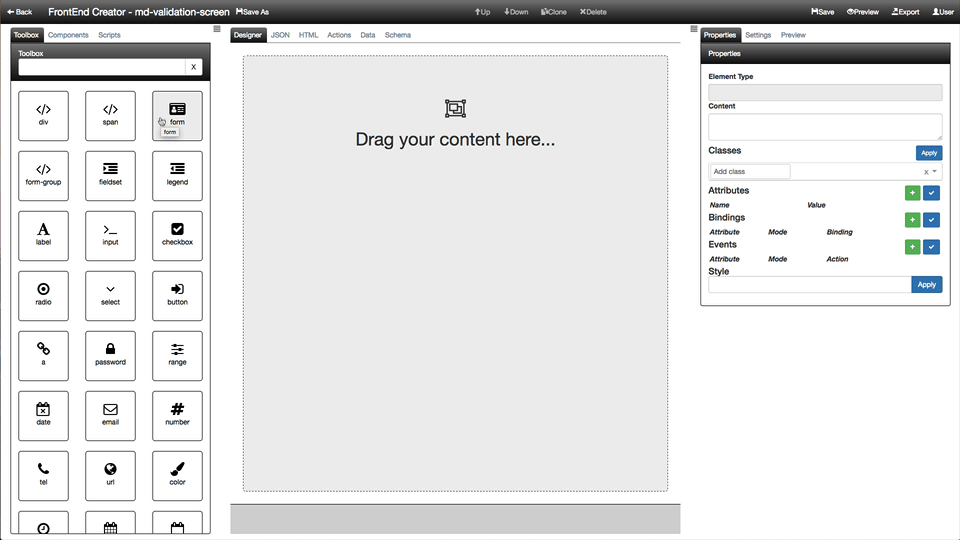 Back FrontEnd Creator - md-validation-screen Save As Up Down Clone Delete Save Preview Export User
Toolbox Components Scripts
Toolbox
X
div span form
form
form-group fieldset legend
label input checkbox
radio select button
a password range
date email number
tel url color
Designer JSON HTML Actions Data Schema
Drag your content here...
Properties Settings Preview
Properties
Element Type
Content
Classes Apply
Add class x
Attributes
Name Value
Bindings
Attribute Mode Binding
Events
Attribute Mode Action
Style
Apply